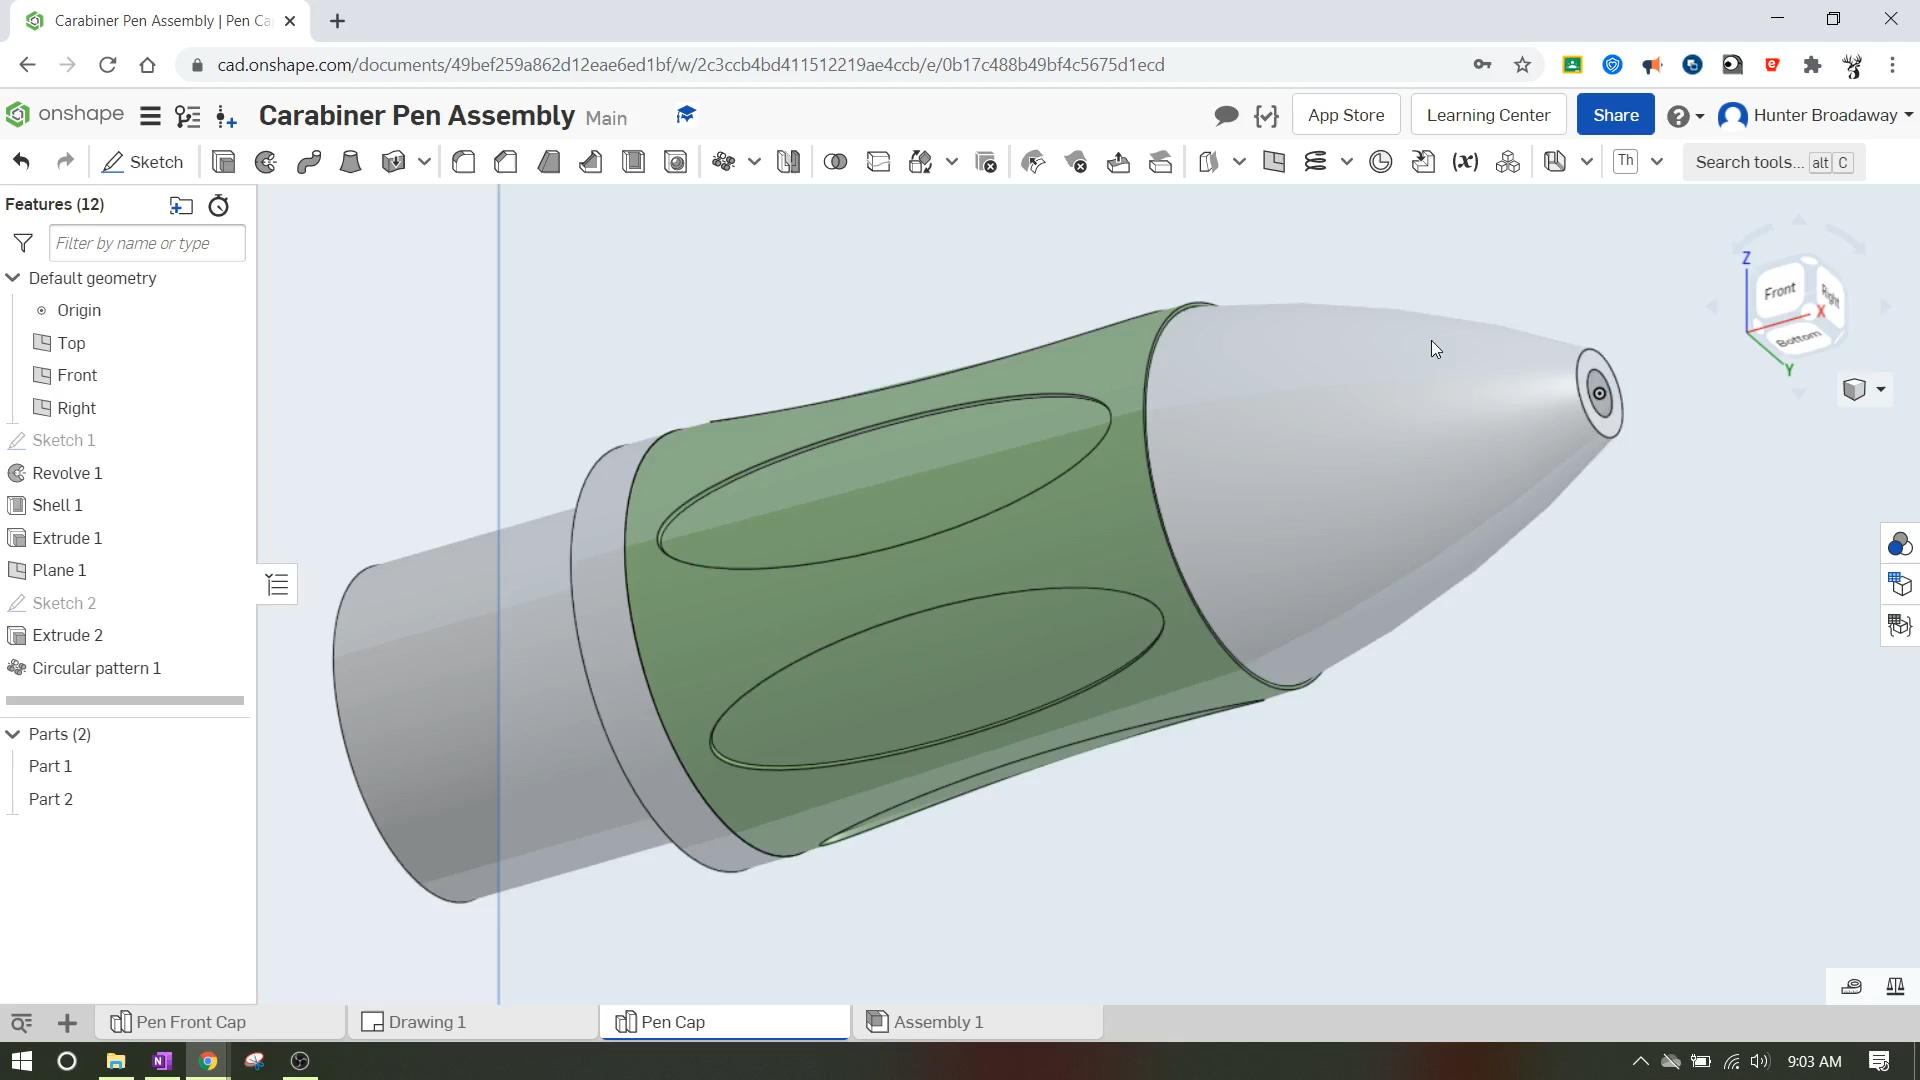 Carabiner Pen Assembly | Pen Ca
cad.onshape.com/documents/49bef259a862d12eae6ed1bf/w/2c3ccb4bd411512219ae4ccb/e/0b17c488b49bf4c5675d1ecd
onshape Carabiner Pen Assembly Main App Store Learning Center Share Hunter Broadaway
Sketch Th Search tools... alt C
Features (12)
Filter by name or type
Default geometry
Origin
Top
Front
Right
Sketch 1
Revolve 1
Shell 1
Extrude 1
Plane 1
Sketch 2
Extrude 2
Circular pattern 1
Parts (2)
Part 1
Part 2
Z
Front
Right
X
Bottom
Y
Pen Front Cap Drawing 1 Pen Cap Assembly 1
9:03 AM